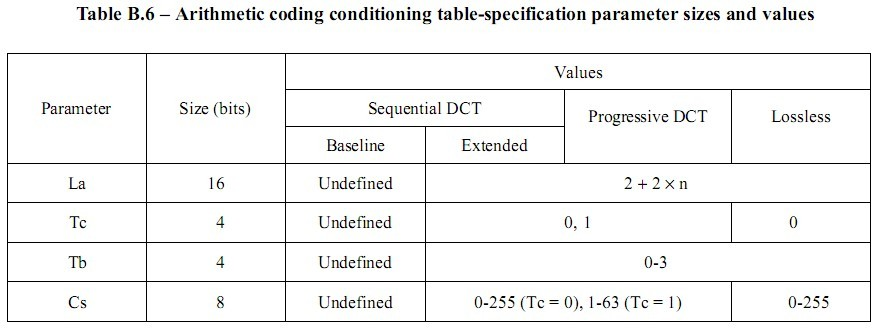 Table B.6 – Arithmetic coding conditioning table-specification parameter sizes and values
Values
Parameter Size (bits) Sequential DCT Progressive DCT Lossless
Baseline Extended
La 16 Undefined 2 + 2 × n
Tc 4 Undefined 0, 1 0
Tb 4 Undefined 0-3
Cs 8 Undefined 0-255 (Tc = 0), 1-63 (Tc = 1) 0-255